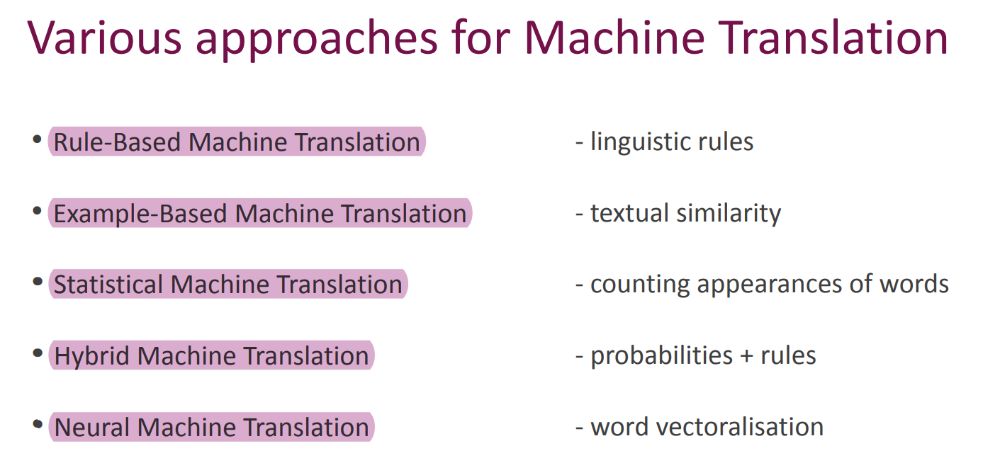 Various approaches for Machine Translation
• Rule-Based Machine Translation - linguistic rules
• Example-Based Machine Translation - textual similarity
• Statistical Machine Translation - counting appearances of words
• Hybrid Machine Translation - probabilities + rules
• Neural Machine Translation - word vectoralisation